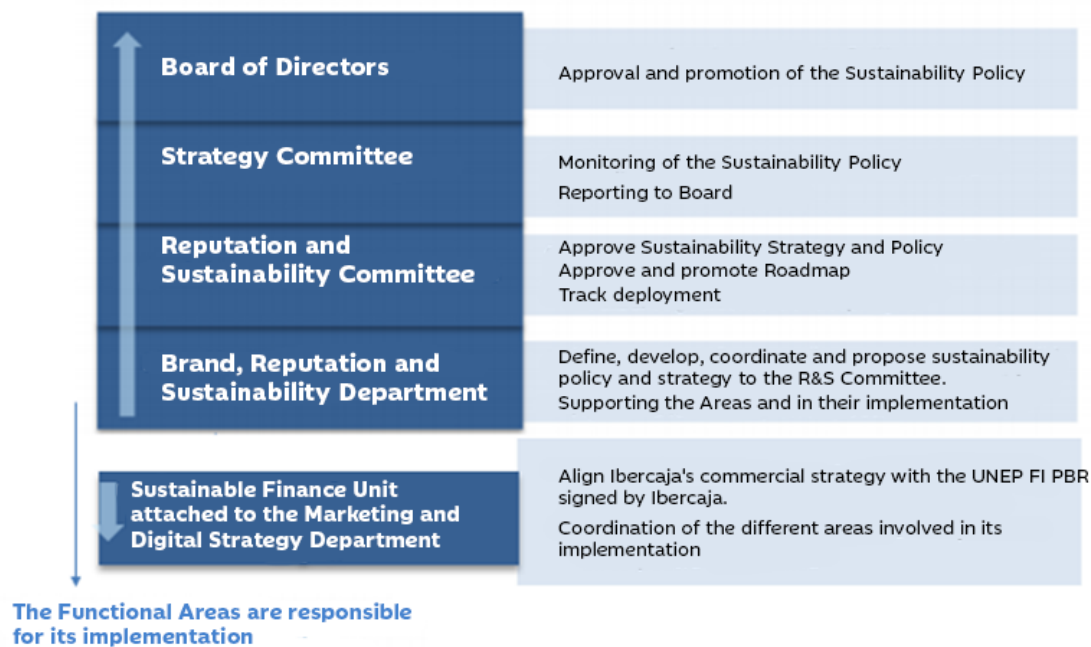 Board of Directors
Approval and promotion of the Sustainability Policy
Strategy Committee
Monitoring of the Sustainability Policy
Reporting to Board
Reputation and
Sustainability Committee
Approve Sustainability Strategy and Policy
Approve and promote Roadmap
Track deployment
Brand, Reputation and
Sustainability Department
Define, develop, coordinate and propose sustainability
policy and strategy to the R&S Committee.
Supporting the Areas and in their implementation
Sustainable Finance Unit
attached to the Marketing and
Digital Strategy Department
Align Ibercaja's commercial strategy with the UNEP FI PBR
signed by Ibercaja.
Coordination of the different areas involved in its
implementation
The Functional Areas are responsible
for its implementation